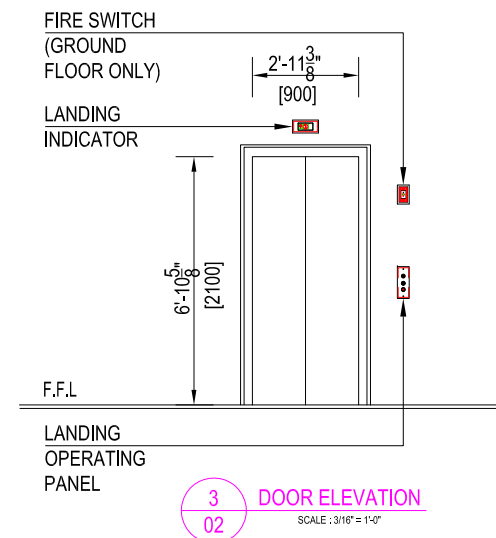 FIRE SWITCH
(GROUND
FLOOR ONLY)
2'-11 3/8"
[900]
LANDING
INDICATOR
6'-10 5/8"
[2100]
F.F.L
LANDING
OPERATING
PANEL
3
02
DOOR ELEVATION
SCALE : 3/16" = 1'-0"